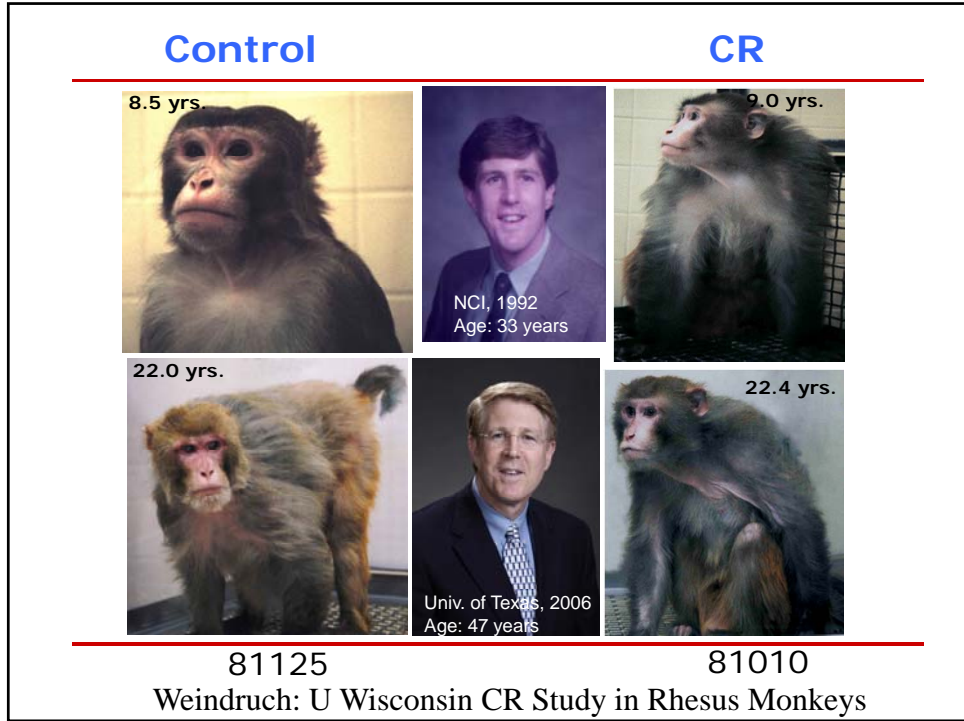 Control CR
8.5 yrs.
9.0 yrs.
NCI, 1992
Age: 33 years
22.0 yrs.
22.4 yrs.
Univ. of Texas, 2006
Age: 47 years
81125 81010
Weindruch: U Wisconsin CR Study in Rhesus Monkeys